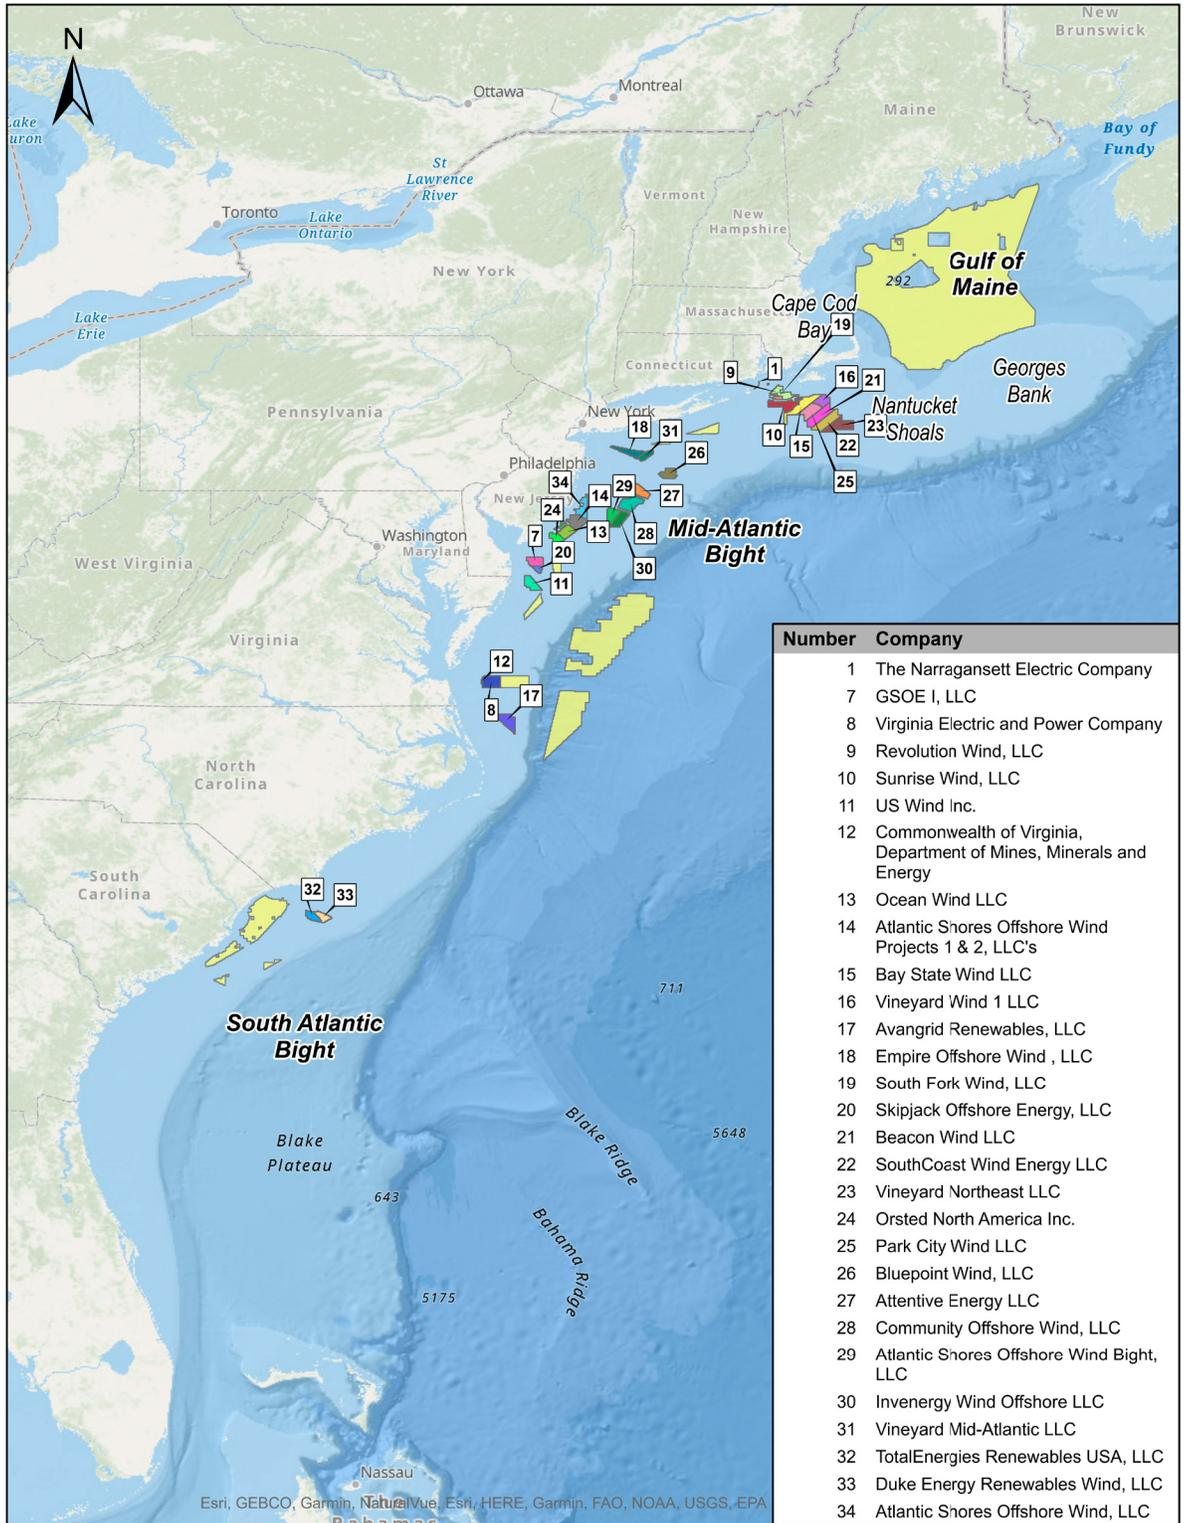 N
New
Brunswick
Ottawa
Montreal
Maine
Lake
uron
Bay of
Fundy
St
Lawrence
River
Vermont
Toronto
Lake
Ontario
New
Hampshire
New York
Gulf of
Maine
292
Cape Cod
Bay
Massachusetts
19
Lake
Erie
Connecticut
9
1
16
21
Georges
Bank
Pennsylvania
New York
Nantucket
Shoals
18
31
10
15
22
23
26
25
Philadelphia
34
14
29
27
New Jersey
24
13
28
Mid-Atlantic
Bight
Washington
Maryland
7
20
30
West Virginia
11
Virginia
12
17
8
North
Carolina
South
Carolina
32
33
711
South Atlantic
Bight
Blake
Plateau
Blake Ridge
5648
643
Bahama Ridge
5175
Nassau
The
Bahamas
Esri, GEBCO, Garmin, NaturalVue, Esri, HERE, Garmin, FAO, NOAA, USGS, EPA
Number Company
1 The Narragansett Electric Company
7 GSOE I, LLC
8 Virginia Electric and Power Company
9 Revolution Wind, LLC
10 Sunrise Wind, LLC
11 US Wind Inc.
12 Commonwealth of Virginia,
Department of Mines, Minerals and
Energy
13 Ocean Wind LLC
14 Atlantic Shores Offshore Wind
Projects 1 & 2, LLC's
15 Bay State Wind LLC
16 Vineyard Wind 1 LLC
17 Avangrid Renewables, LLC
18 Empire Offshore Wind , LLC
19 South Fork Wind, LLC
20 Skipjack Offshore Energy, LLC
21 Beacon Wind LLC
22 SouthCoast Wind Energy LLC
23 Vineyard Northeast LLC
24 Orsted North America Inc.
25 Park City Wind LLC
26 Bluepoint Wind, LLC
27 Attentive Energy LLC
28 Community Offshore Wind, LLC
29 Atlantic Shores Offshore Wind Bight,
LLC
30 Invenergy Wind Offshore LLC
31 Vineyard Mid-Atlantic LLC
32 TotalEnergies Renewables USA, LLC
33 Duke Energy Renewables Wind, LLC
34 Atlantic Shores Offshore Wind, LLC